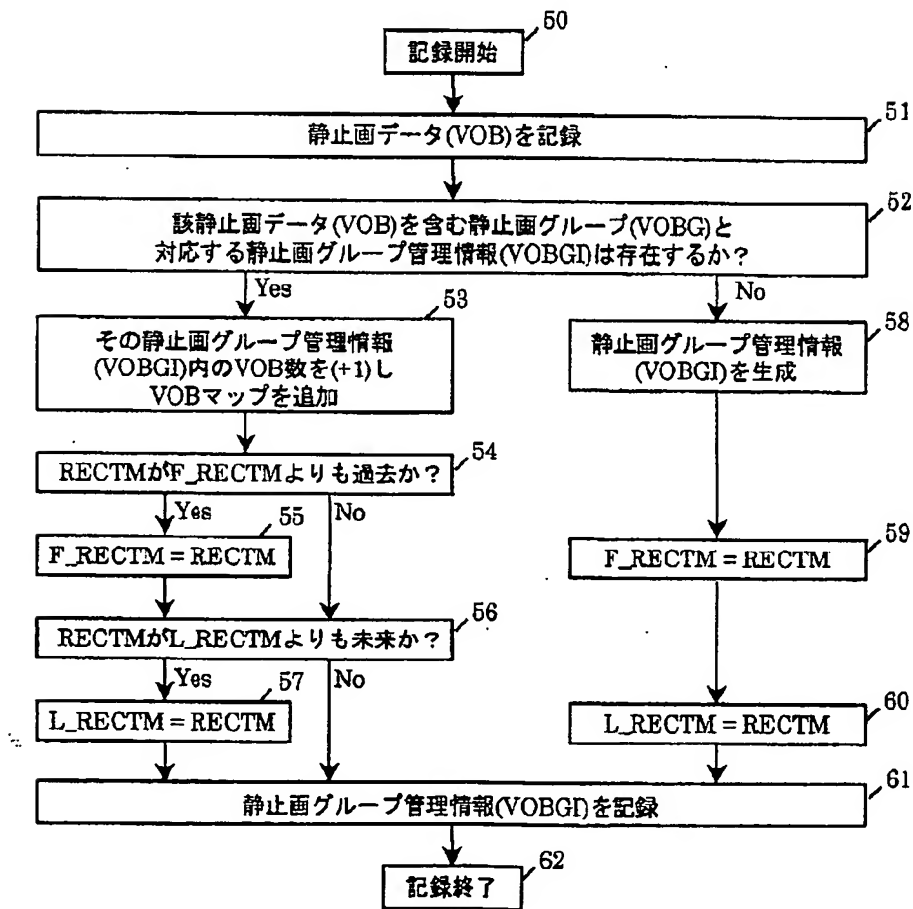 50
記録開始
51
静止画データ(VOB)を記録
52
該静止画データ(VOB)を含む静止画グループ(VOBG)と
対応する静止画グループ管理情報(VOBGI)は存在するか？
Yes
No
53
その静止画グループ管理情報
(VOBGI)内のVOB数を(+1)し
VOBマップを追加
58
静止画グループ管理情報
(VOBGI)を生成
54
RECTMがF_RECTMよりも過去か？
Yes
No
55
F_RECTM = RECTM
59
F_RECTM = RECTM
56
RECTMがL_RECTMよりも未来か？
Yes
No
57
L_RECTM = RECTM
60
L_RECTM = RECTM
61
静止画グループ管理情報(VOBGI)を記録
62
記録終了